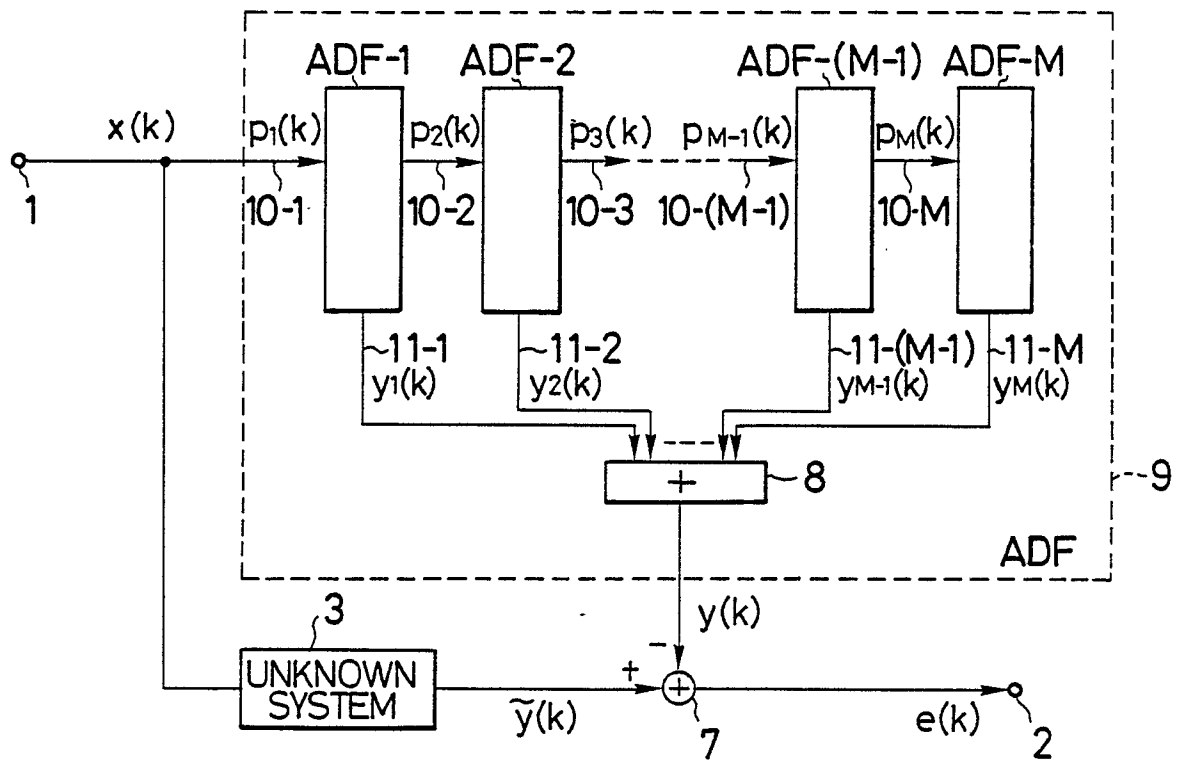 ADF-1 ADF-2 ADF-(M-1) ADF-M
x(k) p1(k) p2(k) p3(k) pM-1(k) pM(k)
1 10-1 10-2 10-3 10-(M-1) 10-M
11-1 11-2 11-(M-1) 11-M
y1(k) y2(k) yM-1(k) yM(k)
+ 8 9
ADF
3 y(k)
UNKNOWN
SYSTEM
+ - +
ỹ(k) 7 e(k) 2